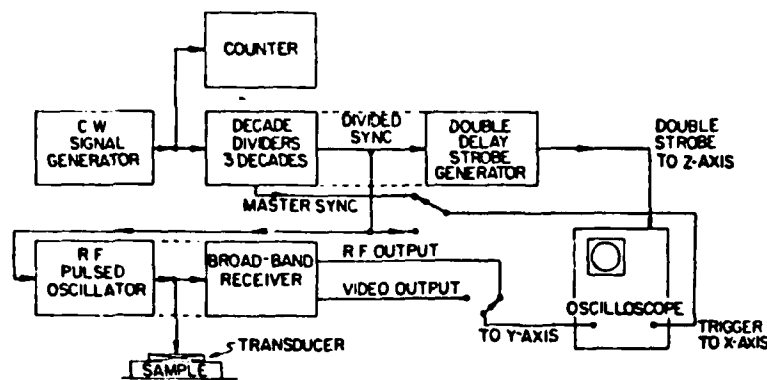 COUNTER
C W
SIGNAL
GENERATOR
DECADE
DIVIDERS
3 DECADES
DIVIDED
SYNC
DOUBLE
DELAY
STROBE
GENERATOR
DOUBLE
STROBE
TO Z-AXIS
MASTER SYNC
R F
PULSED
OSCILLATOR
BROAD-BAND
RECEIVER
R F OUTPUT
VIDEO OUTPUT
OSCILLOSCOPE
TO Y-AXIS
TRIGGER
TO X-AXIS
TRANSDUCER
SAMPLE